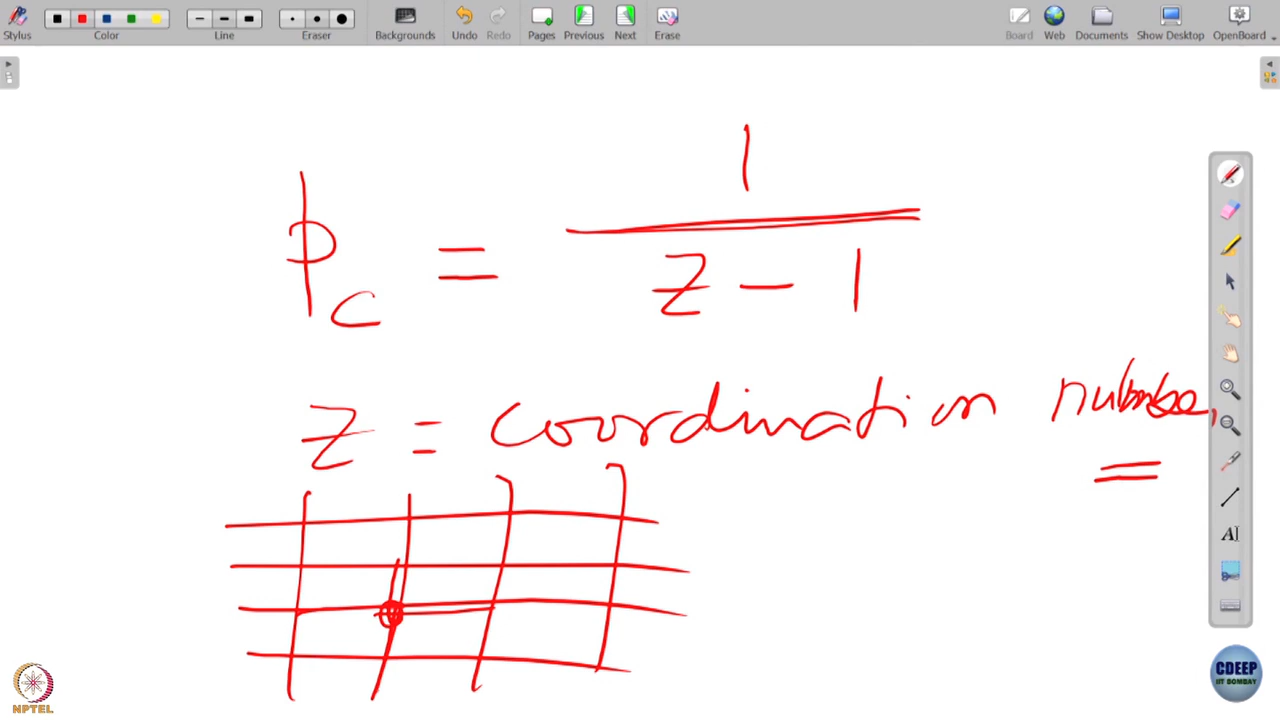 Stylus Color Line Eraser Backgrounds Undo Redo Pages Previous Next Erase Board Web Documents Show Desktop OpenBoard
p_c = 1 / (z - 1)
z = coordination number
NPTEL
CDEEP
IIT BOMBAY